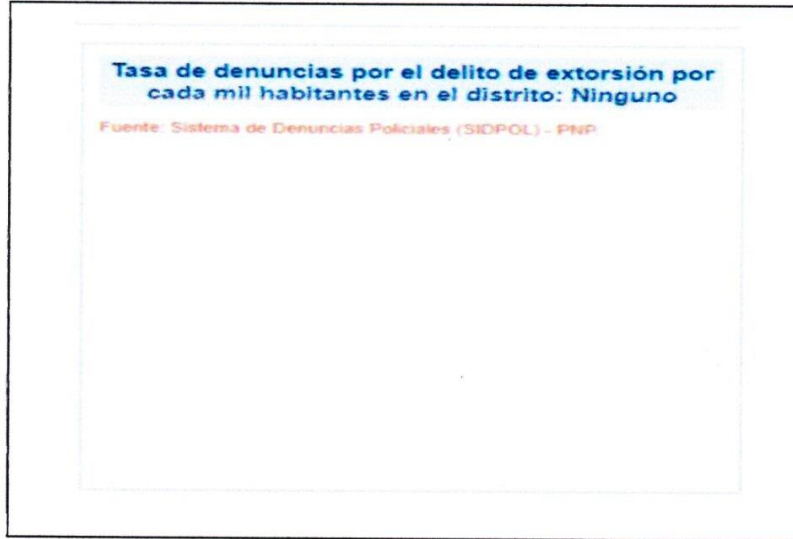 Tasa de denuncias por el delito de extorsión por
cada mil habitantes en el distrito: Ninguno
Fuente: Sistema de Denuncias Policiales (SIDPOL) - PNP